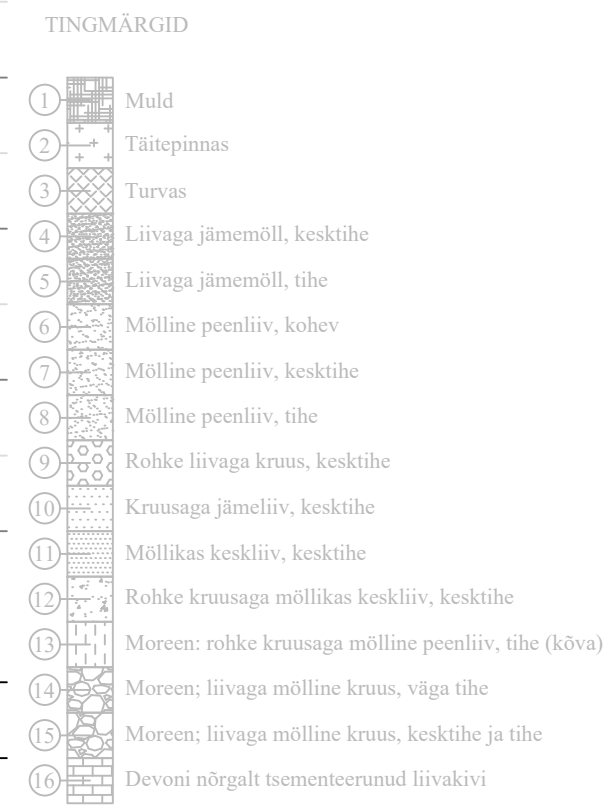 TINGMÄRGID
1 Muld
2 Täitepinnas
3 Turvas
4 Liivaga jämemöll, kesktihe
5 Liivaga jämemöll, tihe
6 Mölline peenliiv, kohev
7 Mölline peenliiv, kesktihe
8 Mölline peenliiv, tihe
9 Rohke liivaga kruus, kesktihe
10 Kruusaga jämeliiv, kesktihe
11 Möllikas keskliiv, kesktihe
12 Rohke kruusaga möllikas keskliiv, kesktihe
13 Moreen: rohke kruusaga mölline peenliiv, tihe (kõva)
14 Moreen; liivaga mölline kruus, väga tihe
15 Moreen; liivaga mölline kruus, kesktihe ja tihe
16 Devoni nõrgalt tsementeerunud liivakivi